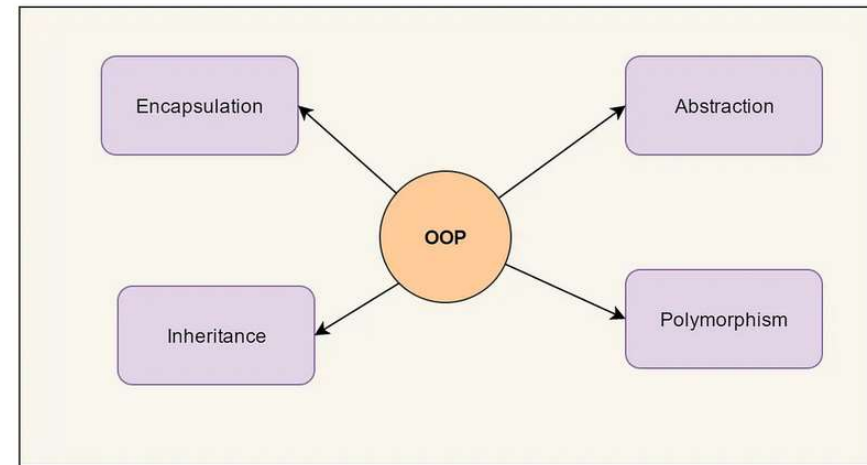 Encapsulation
Abstraction
OOP
Inheritance
Polymorphism